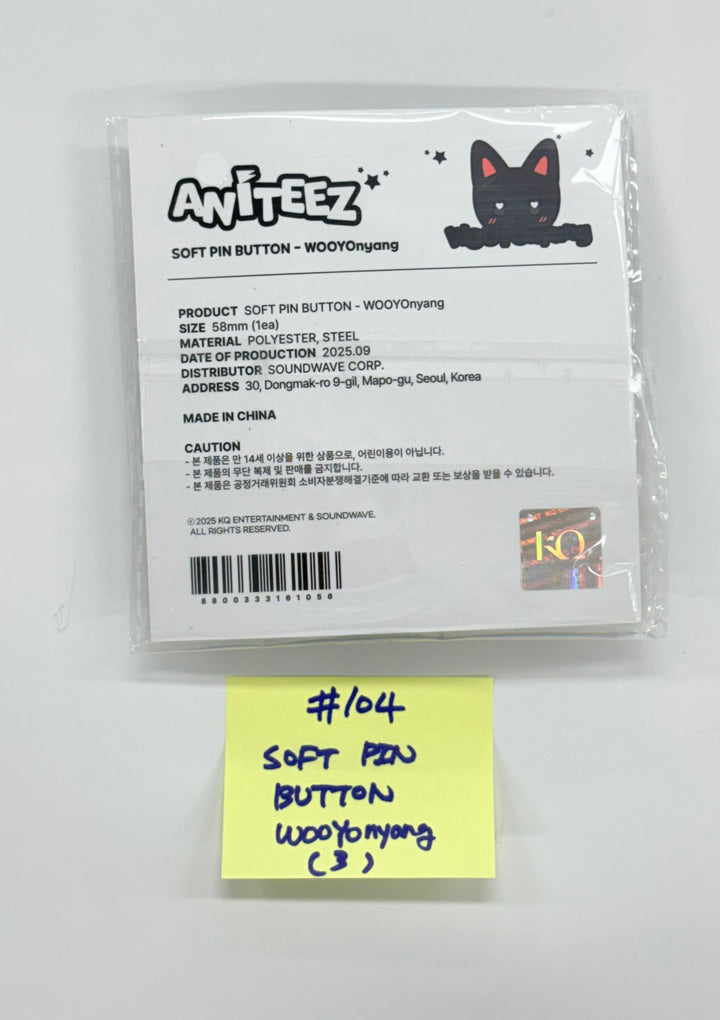 ANITEEZ
WOOYOnyang
SOFT PIN BUTTON - WOOYOnyang
PRODUCT SOFT PIN BUTTON - WOOYOnyang
SIZE 58mm (1ea)
MATERIAL POLYESTER, STEEL
DATE OF PRODUCTION 2025.09
DISTRIBUTOR SOUNDWAVE CORP.
ADDRESS 30, Dongmak-ro 9-gil, Mapo-gu, Seoul, Korea
MADE IN CHINA
CAUTION
- 본 제품은 만 14세 이상을 위한 상품으로, 어린이용이 아닙니다.
- 본 제품의 무단 복제 및 판매를 금지합니다.
- 본 제품은 공정거래위원회 소비자분쟁해결기준에 따라 교환 또는 보상을 받을 수 있습니다.
ⓒ2025 KQ ENTERTAINMENT & SOUNDWAVE.
ALL RIGHTS RESERVED.
KQ
8800333161056
#104
SOFT PIN
BUTTON
WOOYOnyang
(3)